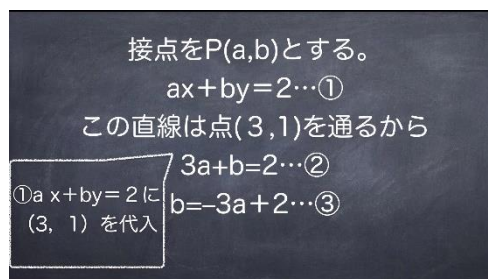 接点をP(a,b)とする。
ax＋by＝2…①
この直線は点(３,1)を通るから
3a+b=2…②
b=–3a＋2…③
①a x＋by＝２に
（3，1）を代入